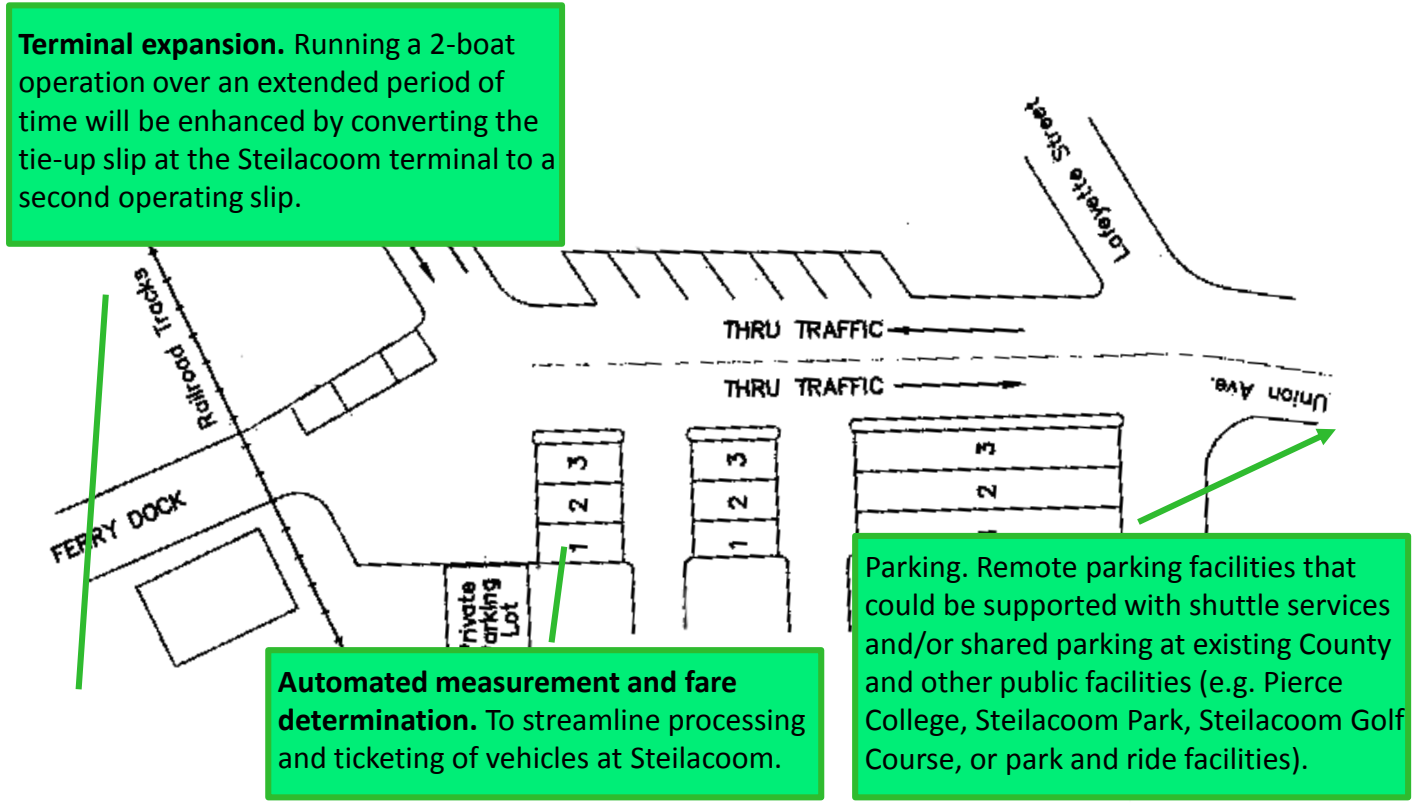 Terminal expansion. Running a 2-boat
operation over an extended period of
time will be enhanced by converting the
tie-up slip at the Steilacoom terminal to a
second operating slip.
Lafayette Street
Railroad Tracks
THRU TRAFFIC
THRU TRAFFIC
Union Ave.
FERRY DOCK
3
2
1
3
2
1
3
2
Parking
Lot
Automated measurement and fare
determination. To streamline processing
and ticketing of vehicles at Steilacoom.
Parking. Remote parking facilities that
could be supported with shuttle services
and/or shared parking at existing County
and other public facilities (e.g. Pierce
College, Steilacoom Park, Steilacoom Golf
Course, or park and ride facilities).